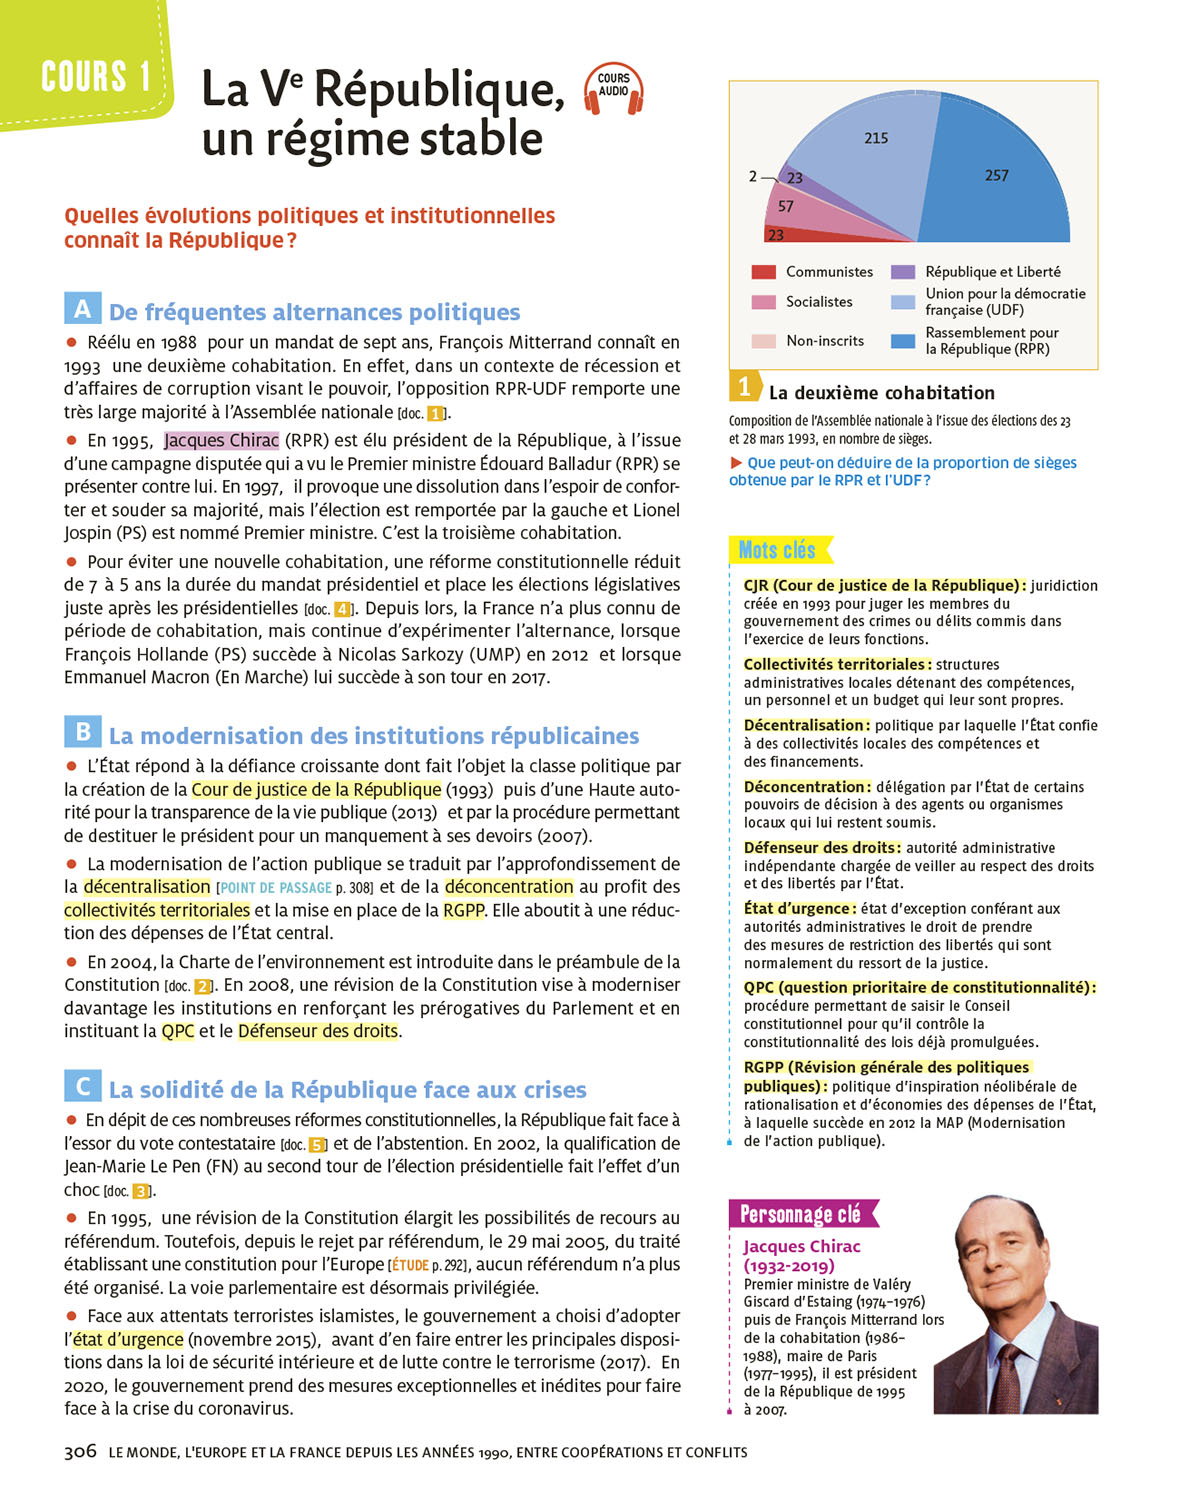 COURS 1
La Ve République,
un régime stable
COURS
AUDIO
Quelles évolutions politiques et institutionnelles
connaît la République ?
A De fréquentes alternances politiques
• Réélu en 1988 pour un mandat de sept ans, François Mitterrand connaît en
1993 une deuxième cohabitation. En effet, dans un contexte de récession et
d'affaires de corruption visant le pouvoir, l'opposition RPR-UDF remporte une
très large majorité à l'Assemblée nationale [doc. 1].
• En 1995, Jacques Chirac (RPR) est élu président de la République, à l'issue
d'une campagne disputée qui a vu le Premier ministre Édouard Balladur (RPR) se
présenter contre lui. En 1997, il provoque une dissolution dans l'espoir de confor-
ter et souder sa majorité, mais l'élection est remportée par la gauche et Lionel
Jospin (PS) est nommé Premier ministre. C'est la troisième cohabitation.
• Pour éviter une nouvelle cohabitation, une réforme constitutionnelle réduit
de 7 à 5 ans la durée du mandat présidentiel et place les élections législatives
juste après les présidentielles [doc. 4]. Depuis lors, la France n'a plus connu de
période de cohabitation, mais continue d'expérimenter l'alternance, lorsque
François Hollande (PS) succède à Nicolas Sarkozy (UMP) en 2012 et lorsque
Emmanuel Macron (En Marche) lui succède à son tour en 2017.
B La modernisation des institutions républicaines
• L'État répond à la défiance croissante dont fait l'objet la classe politique par
la création de la Cour de justice de la République (1993) puis d'une Haute auto-
rité pour la transparence de la vie publique (2013) et par la procédure permettant
de destituer le président pour un manquement à ses devoirs (2007).
• La modernisation de l'action publique se traduit par l'approfondissement de
la décentralisation [POINT DE PASSAGE p. 308] et de la déconcentration au profit des
collectivités territoriales et la mise en place de la RGPP. Elle aboutit à une réduc-
tion des dépenses de l'État central.
• En 2004, la Charte de l'environnement est introduite dans le préambule de la
Constitution [doc. 2]. En 2008, une révision de la Constitution vise à moderniser
davantage les institutions en renforçant les prérogatives du Parlement et en
instituant la QPC et le Défenseur des droits.
C La solidité de la République face aux crises
• En dépit de ces nombreuses réformes constitutionnelles, la République fait face à
l'essor du vote contestataire [doc. 5] et de l'abstention. En 2002, la qualification de
Jean-Marie Le Pen (FN) au second tour de l'élection présidentielle fait l'effet d'un
choc [doc. 3].
• En 1995, une révision de la Constitution élargit les possibilités de recours au
référendum. Toutefois, depuis le rejet par référendum, le 29 mai 2005, du traité
établissant une constitution pour l'Europe [ÉTUDE p. 292], aucun référendum n'a plus
été organisé. La voie parlementaire est désormais privilégiée.
• Face aux attentats terroristes islamistes, le gouvernement a choisi d'adopter
l'état d'urgence (novembre 2015), avant d'en faire entrer les principales disposi-
tions dans la loi de sécurité intérieure et de lutte contre le terrorisme (2017). En
2020, le gouvernement prend des mesures exceptionnelles et inédites pour faire
face à la crise du coronavirus.
215
257
2
23
57
23
Communistes
Socialistes
Non-inscrits
République et Liberté
Union pour la démocratie
française (UDF)
Rassemblement pour
la République (RPR)
1 La deuxième cohabitation
Composition de l'Assemblée nationale à l'issue des élections des 23
et 28 mars 1993, en nombre de sièges.
▶ Que peut-on déduire de la proportion de sièges
obtenue par le RPR et l'UDF ?
Mots clés
CJR (Cour de justice de la République) : juridiction
créée en 1993 pour juger les membres du
gouvernement des crimes ou délits commis dans
l'exercice de leurs fonctions.
Collectivités territoriales : structures
administratives locales détenant des compétences,
un personnel et un budget qui leur sont propres.
Décentralisation : politique par laquelle l'État confie
à des collectivités locales des compétences et
des financements.
Déconcentration : délégation par l'État de certains
pouvoirs de décision à des agents ou organismes
locaux qui lui restent soumis.
Défenseur des droits : autorité administrative
indépendante chargée de veiller au respect des droits
et des libertés par l'État.
État d'urgence : état d'exception conférant aux
autorités administratives le droit de prendre
des mesures de restriction des libertés qui sont
normalement du ressort de la justice.
QPC (question prioritaire de constitutionnalité) :
procédure permettant de saisir le Conseil
constitutionnel pour qu'il contrôle la
constitutionnalité des lois déjà promulguées.
RGPP (Révision générale des politiques
publiques) : politique d'inspiration néolibérale de
rationalisation et d'économies des dépenses de l'État,
à laquelle succède en 2012 la MAP (Modernisation
de l'action publique).
Personnage clé
Jacques Chirac
(1932-2019)
Premier ministre de Valéry
Giscard d'Estaing (1974-1976)
puis de François Mitterrand lors
de la cohabitation (1986-
1988), maire de Paris
(1977-1995), il est président
de la République de 1995
à 2007.
306 LE MONDE, L'EUROPE ET LA FRANCE DEPUIS LES ANNÉES 1990, ENTRE COOPÉRATIONS ET CONFLITS